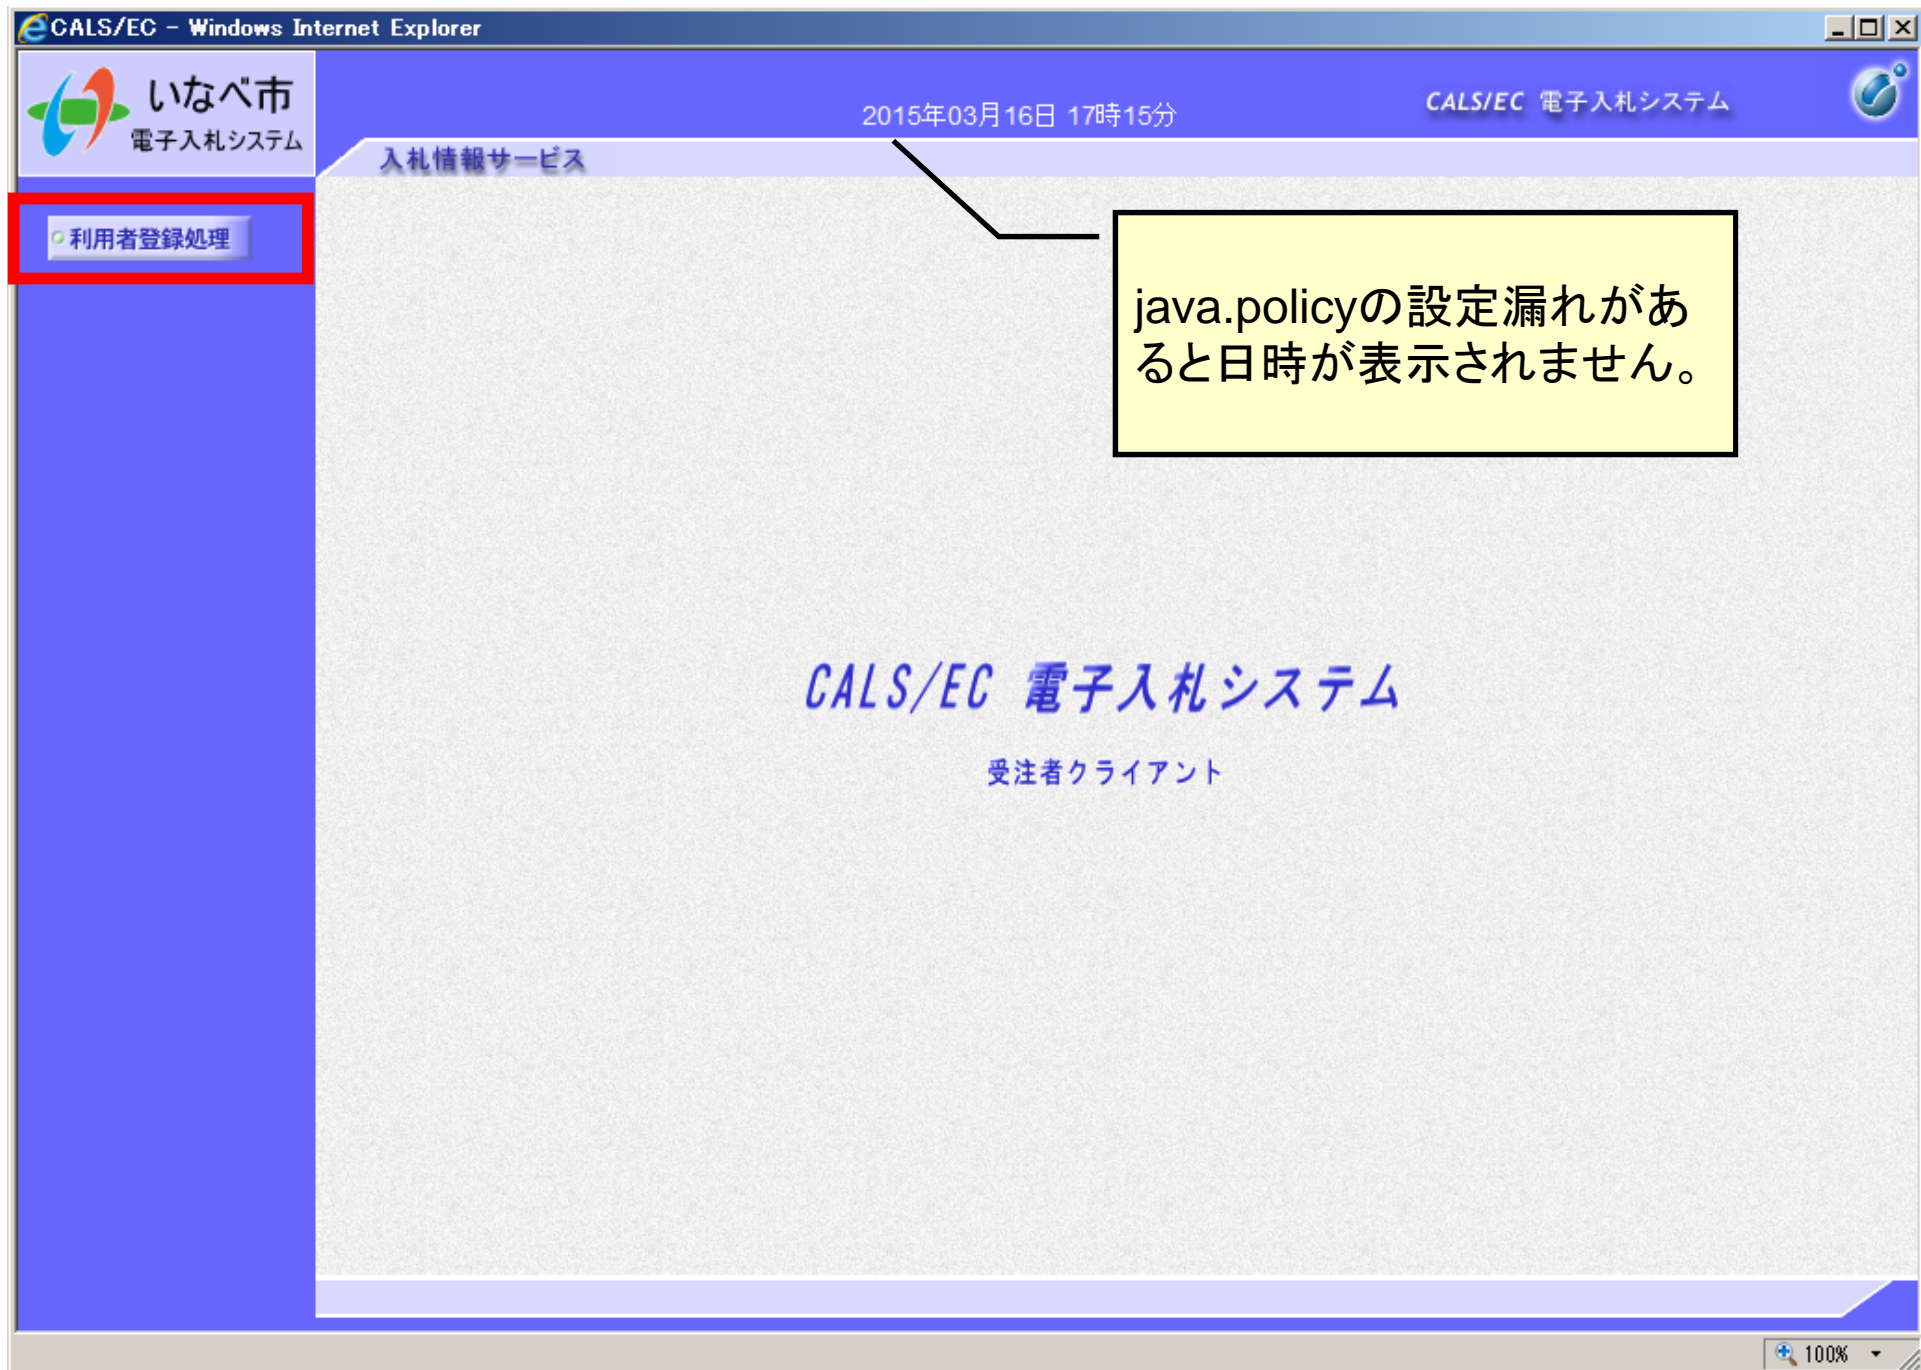 CALS/EC - Windows Internet Explorer
いなべ市
電子入札システム
2015年03月16日 17時15分
CALS/EC 電子入札システム
入札情報サービス
利用者登録処理
java.policyの設定漏れがあ
ると日時が表示されません。
CALS/EC 電子入札システム
受注者クライアント
100%